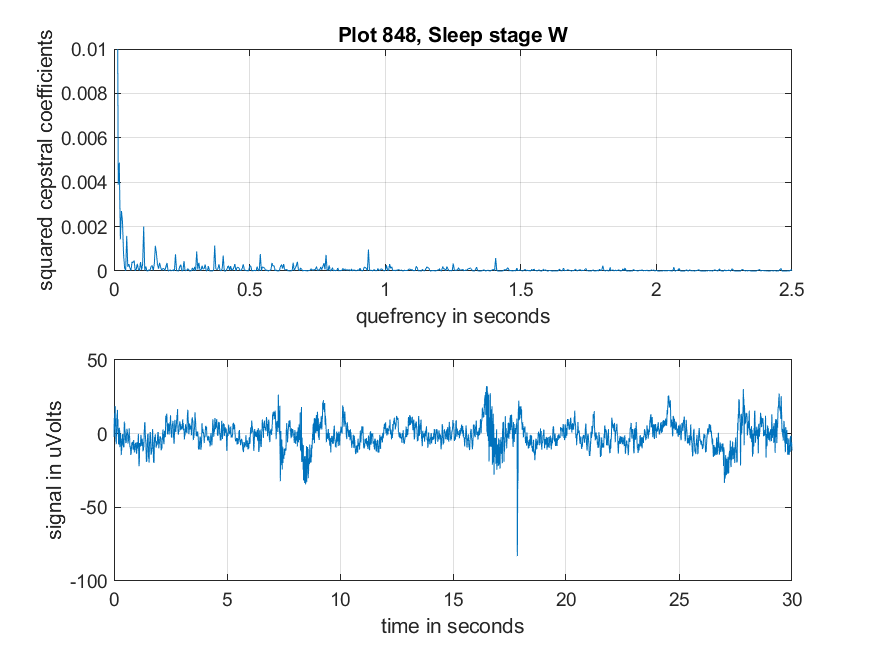 Plot 848, Sleep stage W
squared cepstral coefficients
0.01
0.008
0.006
0.004
0.002
0
0 0.5 1 1.5 2 2.5
quefrency in seconds
signal in uVolts
50
0
-50
-100
0 5 10 15 20 25 30
time in seconds